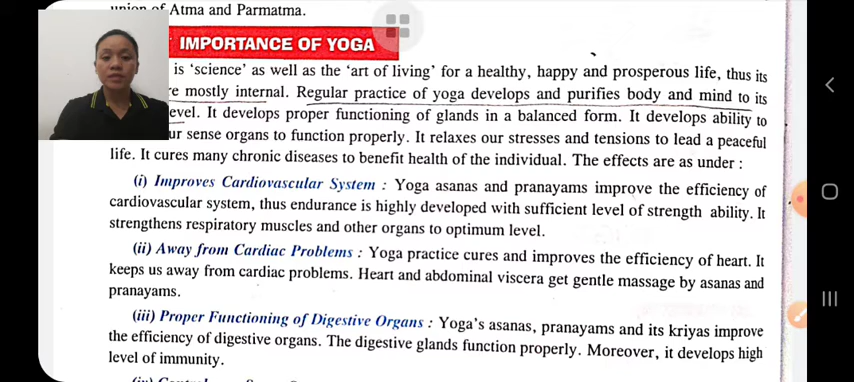 union of Atma and Parmatma.
IMPORTANCE OF YOGA
is ‘science’ as well as the ‘art of living’ for a healthy, happy and prosperous life, thus its
mostly internal. Regular practice of yoga develops and purifies body and mind to its
evel. It develops proper functioning of glands in a balanced form. It develops ability to
ur sense organs to function properly. It relaxes our stresses and tensions to lead a peaceful
life. It cures many chronic diseases to benefit health of the individual. The effects are as under :
(i) Improves Cardiovascular System : Yoga asanas and pranayams improve the efficiency of
cardiovascular system, thus endurance is highly developed with sufficient level of strength ability. It
strengthens respiratory muscles and other organs to optimum level.
(ii) Away from Cardiac Problems : Yoga practice cures and improves the efficiency of heart. It
keeps us away from cardiac problems. Heart and abdominal viscera get gentle massage by asanas and
pranayams.
(iii) Proper Functioning of Digestive Organs : Yoga's asanas, pranayams and its kriyas improve
the efficiency of digestive organs. The digestive glands function properly. Moreover, it develops high
level of immunity.